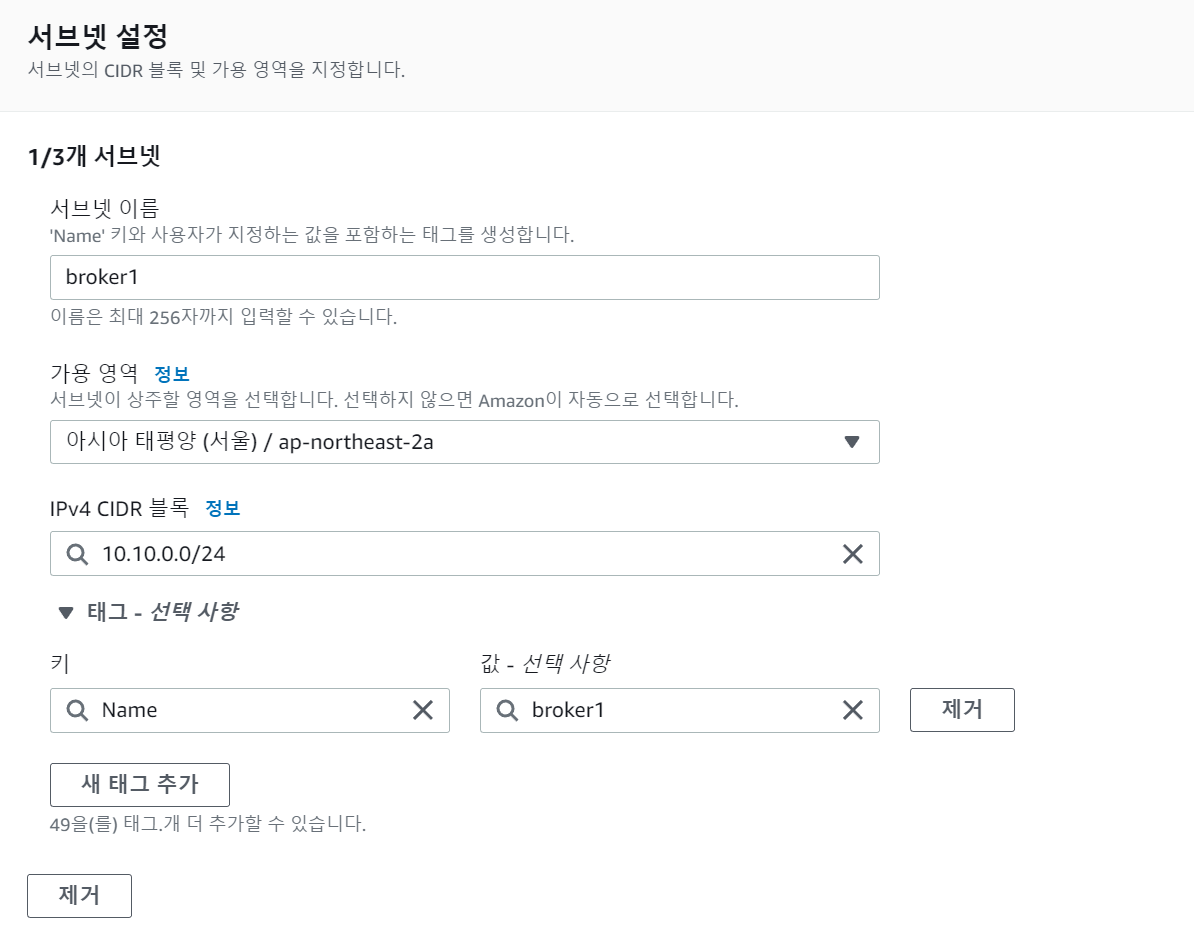 서브넷 설정
서브넷의 CIDR 블록 및 가용 영역을 지정합니다.
1/3개 서브넷
서브넷 이름
'Name' 키와 사용자가 지정하는 값을 포함하는 태그를 생성합니다.
broker1
이름은 최대 256자까지 입력할 수 있습니다.
가용 영역 정보
서브넷이 상주할 영역을 선택합니다. 선택하지 않으면 Amazon이 자동으로 선택합니다.
아시아 태평양 (서울) / ap-northeast-2a
IPv4 CIDR 블록 정보
10.10.0.0/24
태그 - 선택 사항
키 값 - 선택 사항
Name broker1 제거
새 태그 추가
49을(를) 태그.개 더 추가할 수 있습니다.
제거